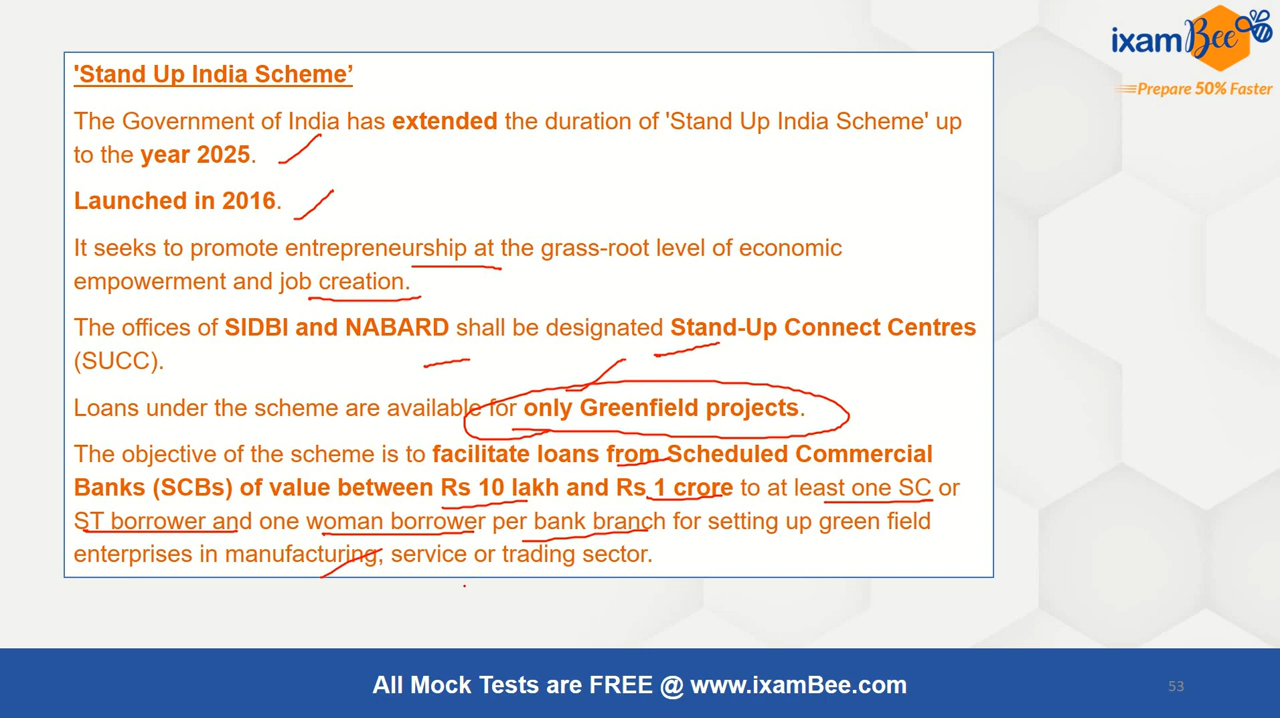 ixamBee
Prepare 50% Faster
'Stand Up India Scheme’
The Government of India has extended the duration of 'Stand Up India Scheme' up
to the year 2025.
Launched in 2016.
It seeks to promote entrepreneurship at the grass-root level of economic
empowerment and job creation.
The offices of SIDBI and NABARD shall be designated Stand-Up Connect Centres
(SUCC).
Loans under the scheme are available for only Greenfield projects.
The objective of the scheme is to facilitate loans from Scheduled Commercial
Banks (SCBs) of value between Rs 10 lakh and Rs 1 crore to at least one SC or
ST borrower and one woman borrower per bank branch for setting up green field
enterprises in manufacturing, service or trading sector.
All Mock Tests are FREE @ www.ixamBee.com
53